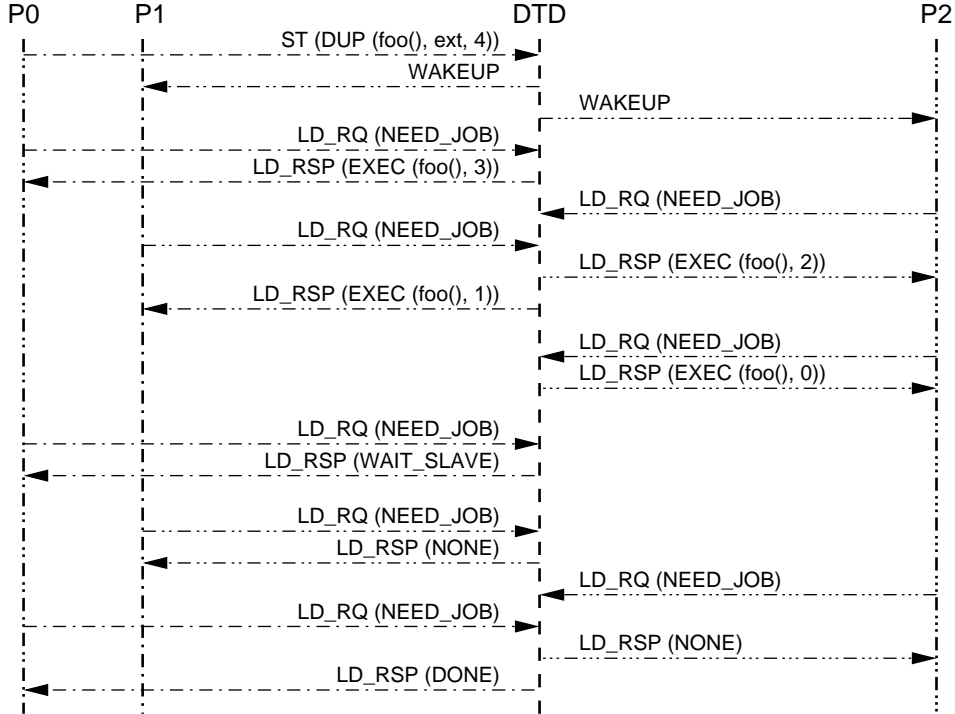 P0 P1 DTD P2
ST (DUP (foo(), ext, 4))
WAKEUP
WAKEUP
LD_RQ (NEED_JOB)
LD_RSP (EXEC (foo(), 3))
LD_RQ (NEED_JOB)
LD_RQ (NEED_JOB)
LD_RSP (EXEC (foo(), 2))
LD_RSP (EXEC (foo(), 1))
LD_RQ (NEED_JOB)
LD_RSP (EXEC (foo(), 0))
LD_RQ (NEED_JOB)
LD_RSP (WAIT_SLAVE)
LD_RQ (NEED_JOB)
LD_RSP (NONE)
LD_RQ (NEED_JOB)
LD_RQ (NEED_JOB)
LD_RSP (NONE)
LD_RSP (DONE)